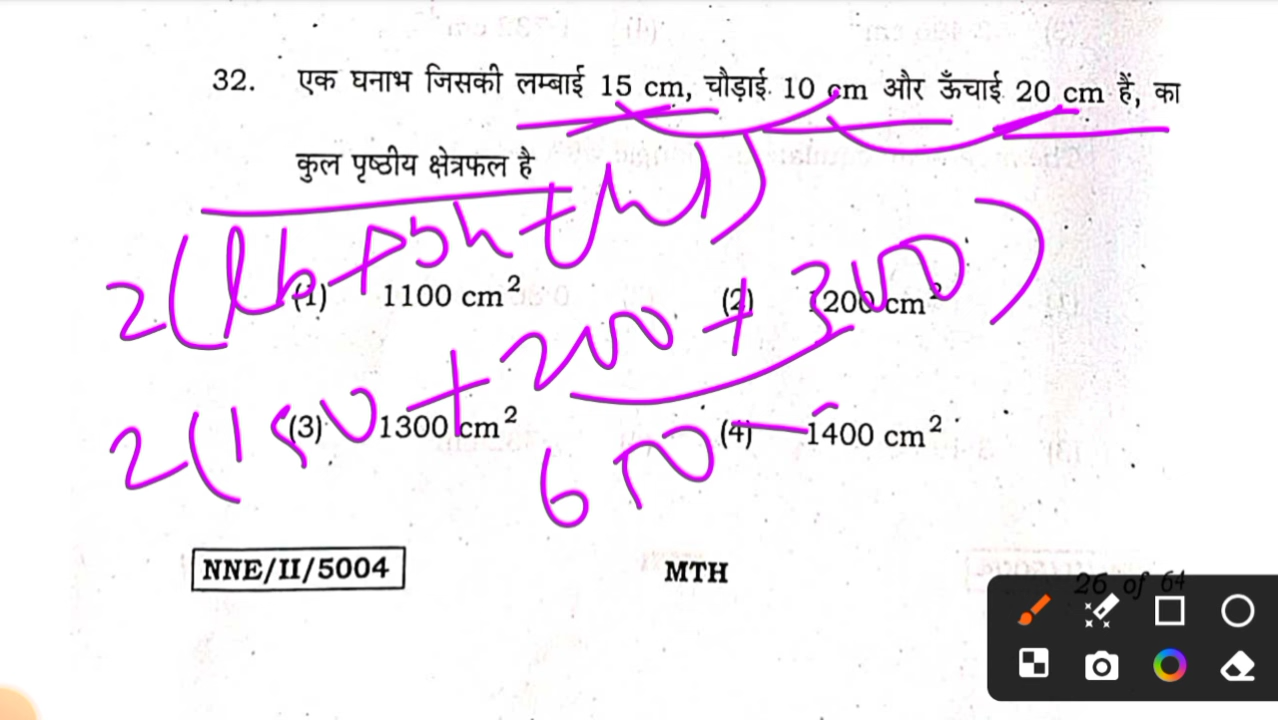 32. एक घनाभ जिसकी लम्बाई 15 cm, चौड़ाई 10 cm और ऊँचाई 20 cm हैं, का
कुल पृष्ठीय क्षेत्रफल है
2(lb+bh+lh)
(1) 1100 cm² (2) 1200 cm²
2(150+200+300)
(3) 1300 cm² (4) 1400 cm²
650
NNE/II/5004 MTH 26 of 64